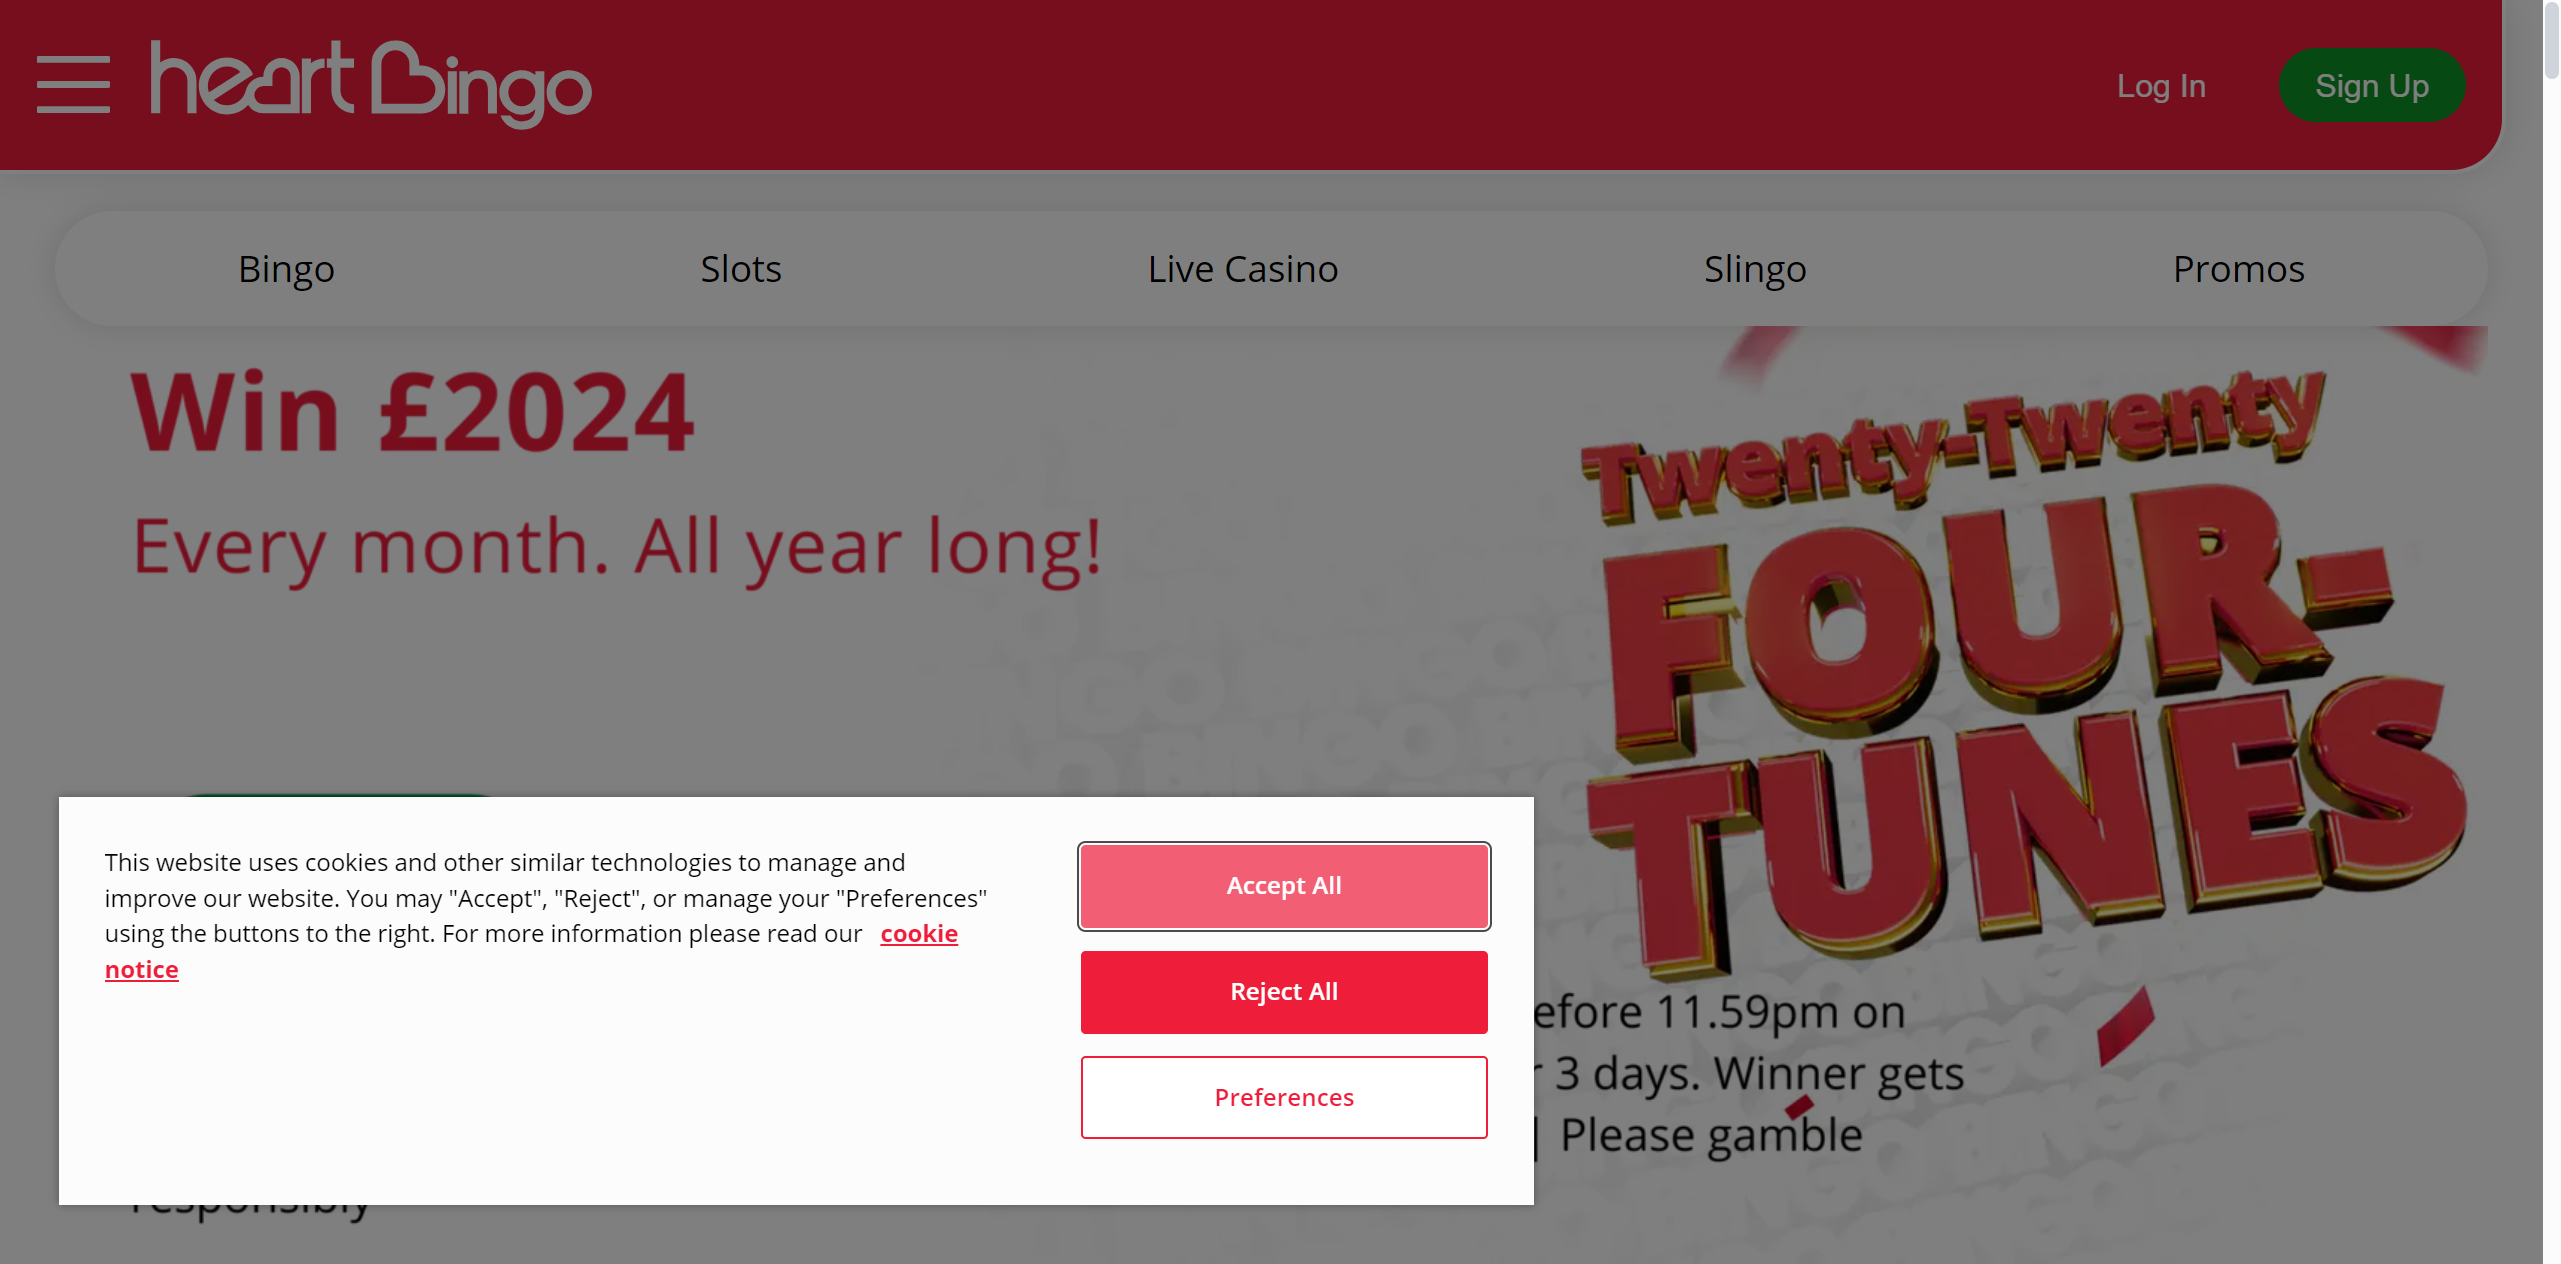 heart Bingo
Log In
Sign Up
Bingo
Slots
Live Casino
Slingo
Promos
Win £2024
Every month. All year long!
Twenty-Twenty
FOUR-
TUNES
This website uses cookies and other similar technologies to manage and
improve our website. You may "Accept", "Reject", or manage your "Preferences"
using the buttons to the right. For more information please read our cookie
notice
Accept All
Reject All
Preferences
11.59pm on
3 days. Winner gets
| Please gamble
responsibly